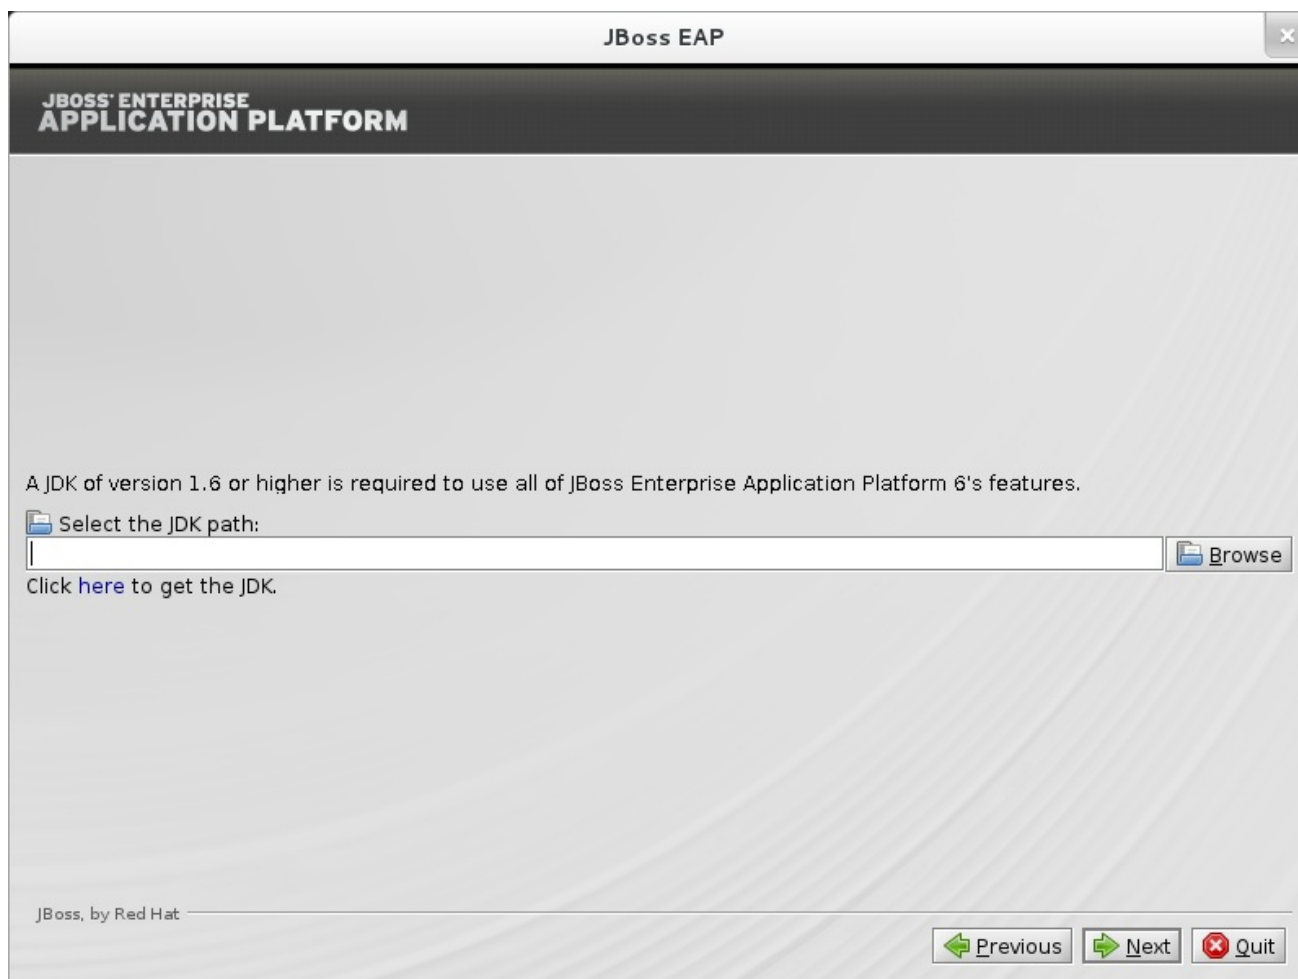 JBoss EAP
JBOSS® ENTERPRISE
APPLICATION PLATFORM
A JDK of version 1.6 or higher is required to use all of JBoss Enterprise Application Platform 6's features.
Select the JDK path:
Browse
Click here to get the JDK.
JBoss, by Red Hat
Previous Next Quit